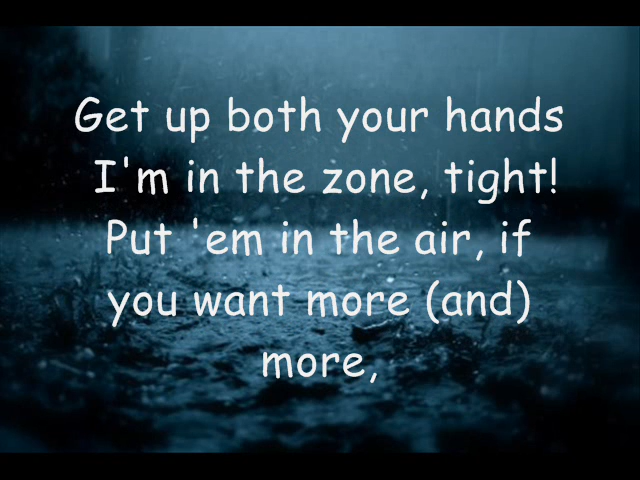 Get up both your hands
I'm in the zone, tight!
Put 'em in the air, if
you want more (and)
more,